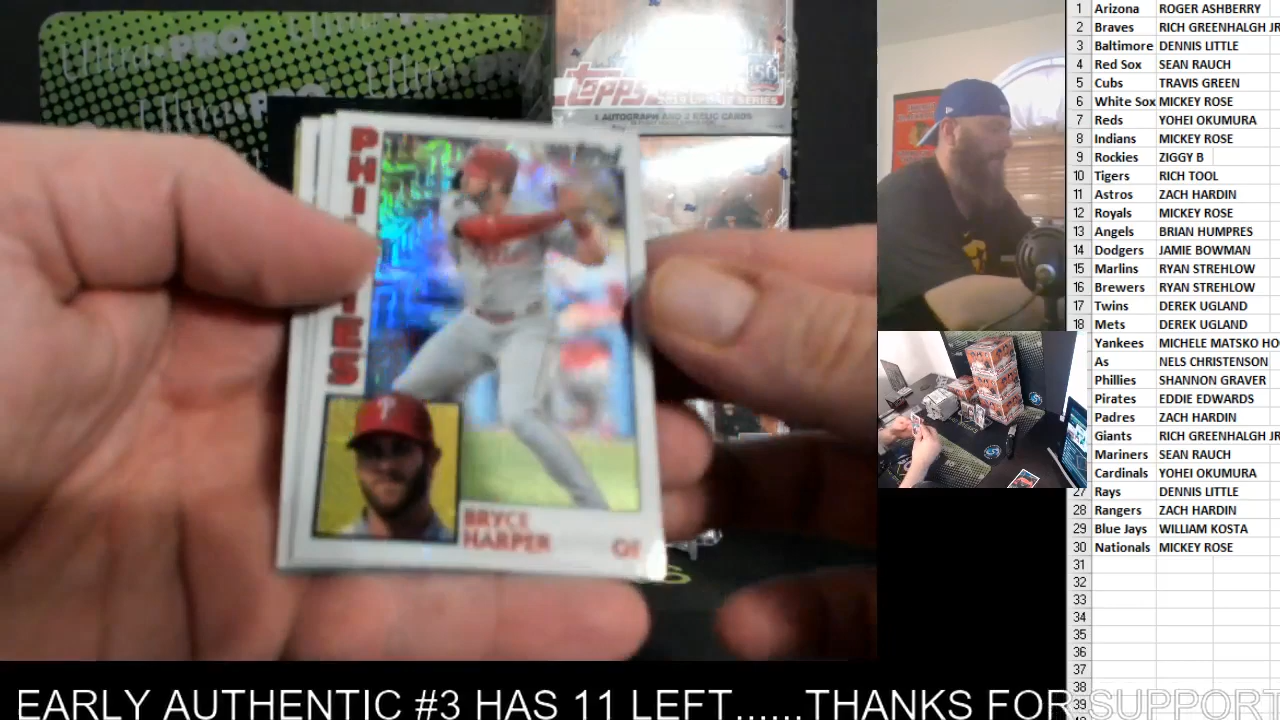 Ultra PRO
Topps
2019 UPDATE SERIES
1 AUTOGRAPH AND 2 RELIC CARDS
BRYCE
HARPER
OF
1 Arizona ROGER ASHBERRY
2 Braves RICH GREENHALGH JR
3 Baltimore DENNIS LITTLE
4 Red Sox SEAN RAUCH
5 Cubs TRAVIS GREEN
6 White Sox MICKEY ROSE
7 Reds YOHEI OKUMURA
8 Indians MICKEY ROSE
9 Rockies ZIGGY B
10 Tigers RICH TOOL
11 Astros ZACH HARDIN
12 Royals MICKEY ROSE
13 Angels BRIAN HUMPRES
14 Dodgers JAMIE BOWMAN
15 Marlins RYAN STREHLOW
16 Brewers RYAN STREHLOW
17 Twins DEREK UGLAND
18 Mets DEREK UGLAND
Yankees MICHELE MATSKO HO
As NELS CHRISTENSON
Phillies SHANNON GRAVER
Pirates EDDIE EDWARDS
Padres ZACH HARDIN
Giants RICH GREENHALGH JR
Mariners SEAN RAUCH
Cardinals YOHEI OKUMURA
27 Rays DENNIS LITTLE
28 Rangers ZACH HARDIN
29 Blue Jays WILLIAM KOSTA
30 Nationals MICKEY ROSE
31
32
33
34
35
36
37
38
39
EARLY AUTHENTIC #3 HAS 11 LEFT...... THANKS FOR SUPPORT